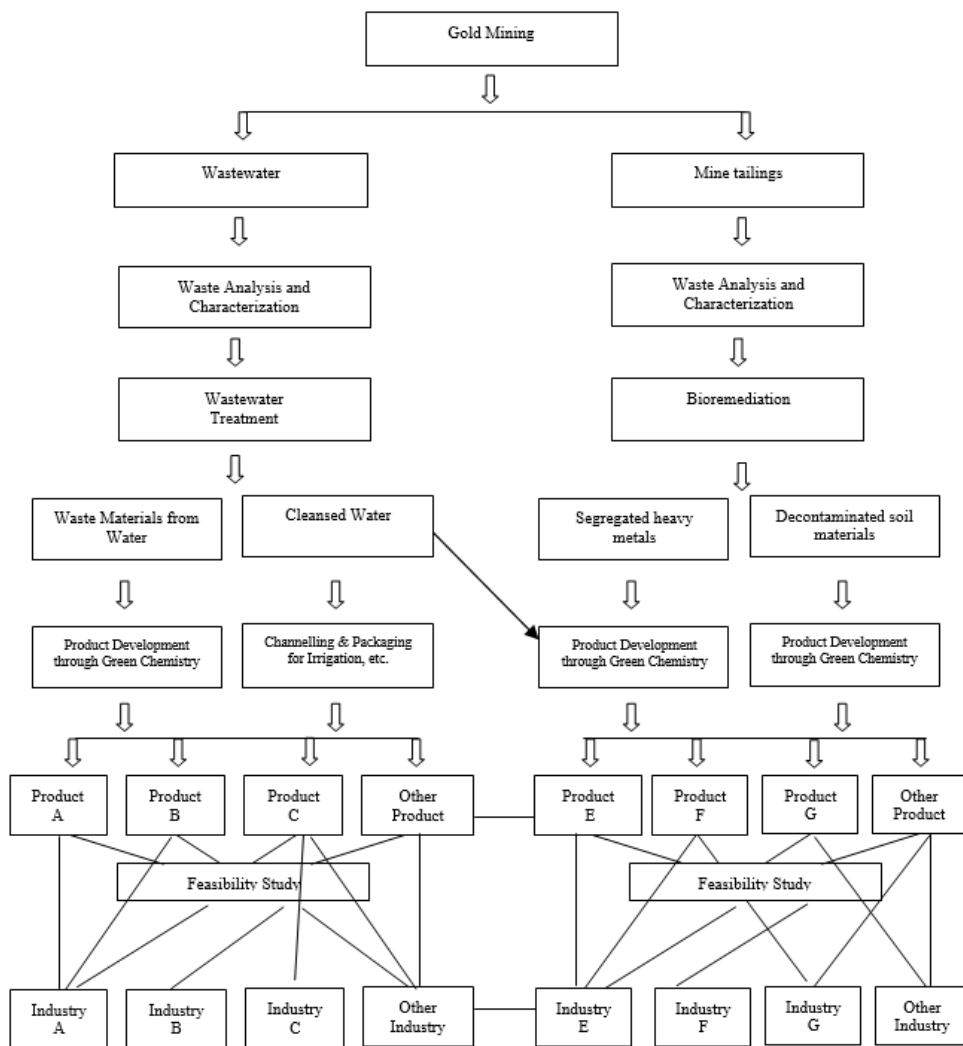 Gold Mining
Wastewater
Mine tailings
Waste Analysis and
Characterization
Waste Analysis and
Characterization
Wastewater
Treatment
Bioremediation
Waste Materials from
Water
Cleansed Water
Segregated heavy
metals
Decontaminated soil
materials
Product Development
through Green Chemistry
Channelling & Packaging
for Irrigation, etc.
Product Development
through Green Chemistry
Product Development
through Green Chemistry
Product
A
Product
B
Product
C
Other
Product
Product
E
Product
F
Product
G
Other
Product
Feasibility Study
Feasibility Study
Industry
A
Industry
B
Industry
C
Other
Industry
Industry
E
Industry
F
Industry
G
Other
Industry